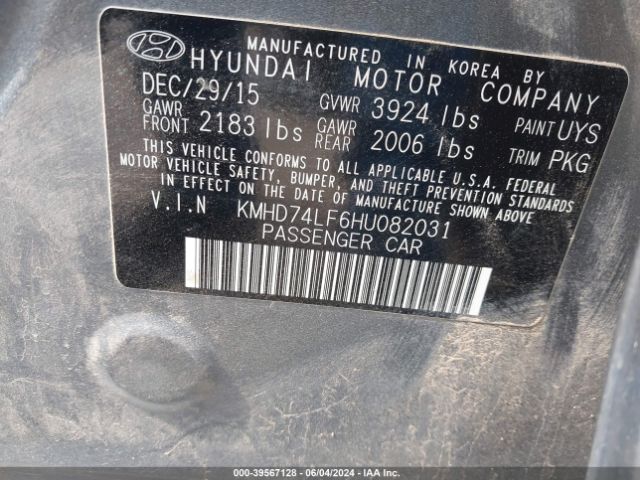 MANUFACTURED IN KOREA BY
HYUNDAI MOTOR COMPANY
DEC/29/15 GVWR 3924 lbs PAINT UYS
GAWR FRONT 2183 lbs GAWR REAR 2006 lbs TRIM PKG
THIS VEHICLE CONFORMS TO ALL APPLICABLE U.S.A. FEDERAL
MOTOR VEHICLE SAFETY, BUMPER, AND THEFT PREVENTION STANDARDS
IN EFFECT ON THE DATE OF MANUFACTURE SHOWN ABOVE.
V.I.N KMHD74LF6HU082031
PASSENGER CAR
000-39567128 - 06/04/2024 - IAA Inc.